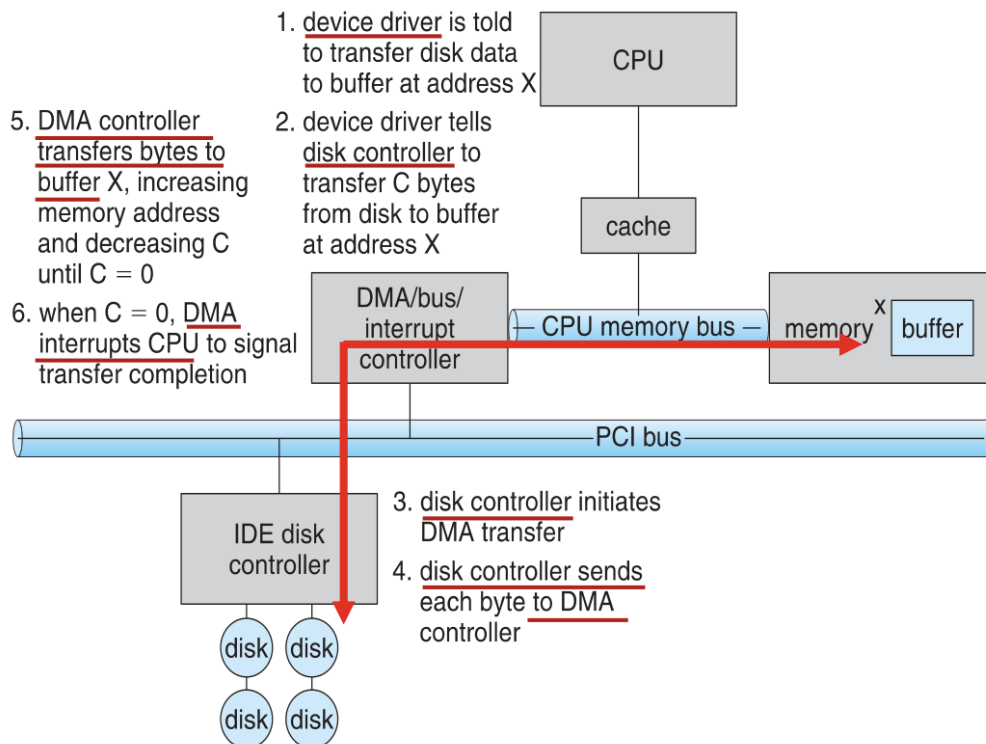 1. device driver is told
to transfer disk data
to buffer at address X
2. device driver tells
disk controller to
transfer C bytes
from disk to buffer
at address X
5. DMA controller
transfers bytes to
buffer X, increasing
memory address
and decreasing C
until C = 0
6. when C = 0, DMA
interrupts CPU to signal
transfer completion
CPU
cache
DMA/bus/
interrupt
controller
CPU memory bus
memory
x
buffer
PCI bus
IDE disk
controller
3. disk controller initiates
DMA transfer
4. disk controller sends
each byte to DMA
controller
disk
disk
disk
disk